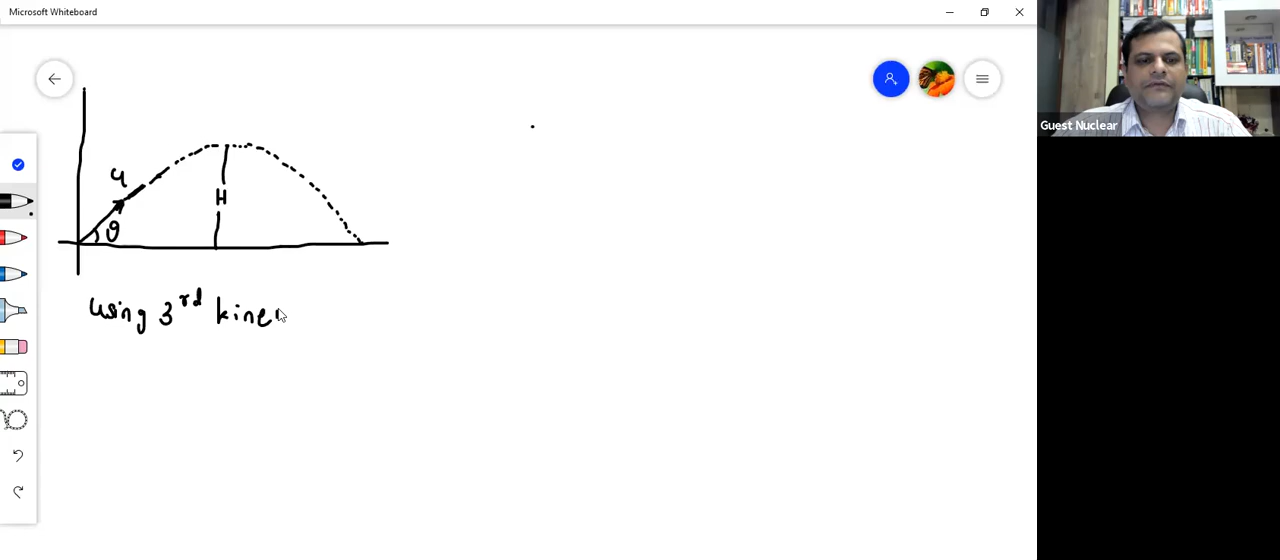 Microsoft Whiteboard
Guest Nuclear
u
H
θ
using 3rd kine